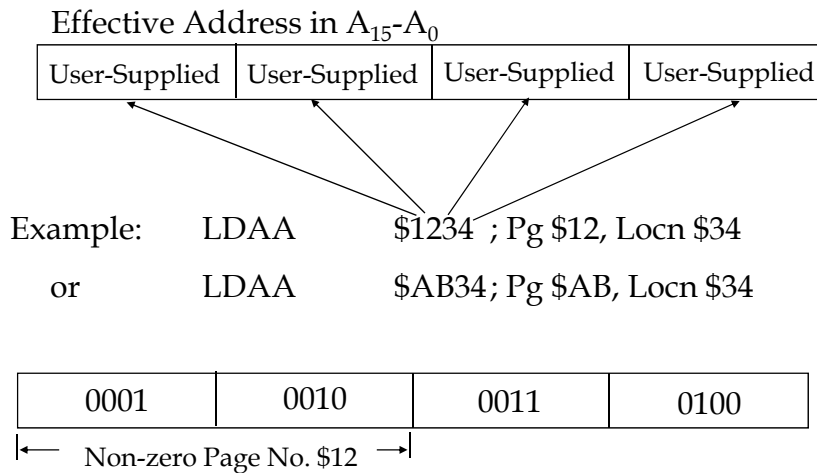 Effective Address in A₁₅-A₀
User-Supplied User-Supplied User-Supplied User-Supplied
Example: LDAA $1234 ; Pg $12, Locn $34
or LDAA $AB34; Pg $AB, Locn $34
0001 0010 0011 0100
Non-zero Page No. $12